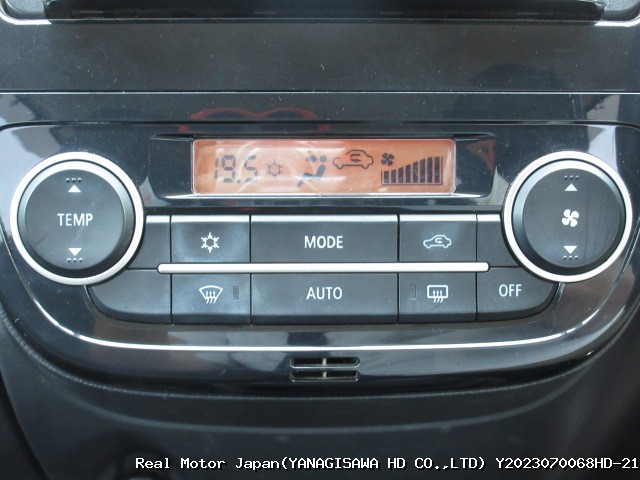 19.5
TEMP
MODE
AUTO
OFF
Real Motor Japan(YANAGISAWA HD CO.,LTD) Y2023070068HD-21